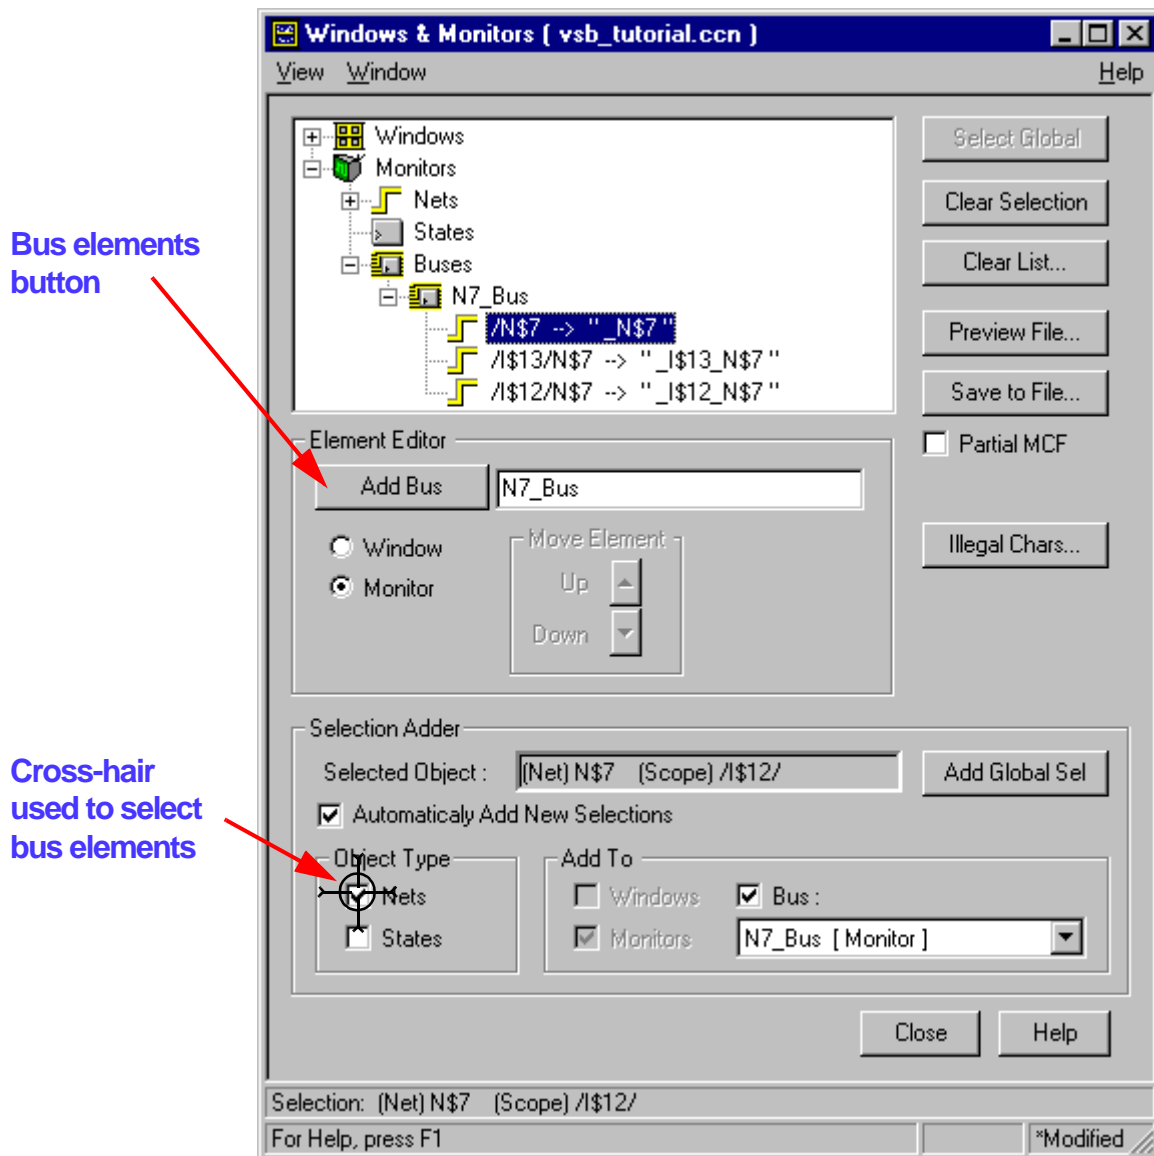 Windows & Monitors ( vsb_tutorial.ccn )
View Window Help
Windows
Monitors
Nets
States
Buses
N7_Bus
/N$7 --> "_N$7"
/I$13/N$7 --> "_I$13_N$7"
/I$12/N$7 --> "_I$12_N$7"
Select Global
Clear Selection
Clear List...
Preview File...
Save to File...
Partial MCF
Illegal Chars...
Bus elements
button
Element Editor
Add Bus N7_Bus
Window
Monitor
Move Element
Up
Down
Cross-hair
used to select
bus elements
Selection Adder
Selected Object : (Net) N$7 (Scope) /I$12/
Add Global Sel
Automaticaly Add New Selections
Object Type
Nets
States
Add To
Windows Bus :
Monitors N7_Bus [ Monitor ]
Close Help
Selection: (Net) N$7 (Scope) /I$12/
For Help, press F1 *Modified